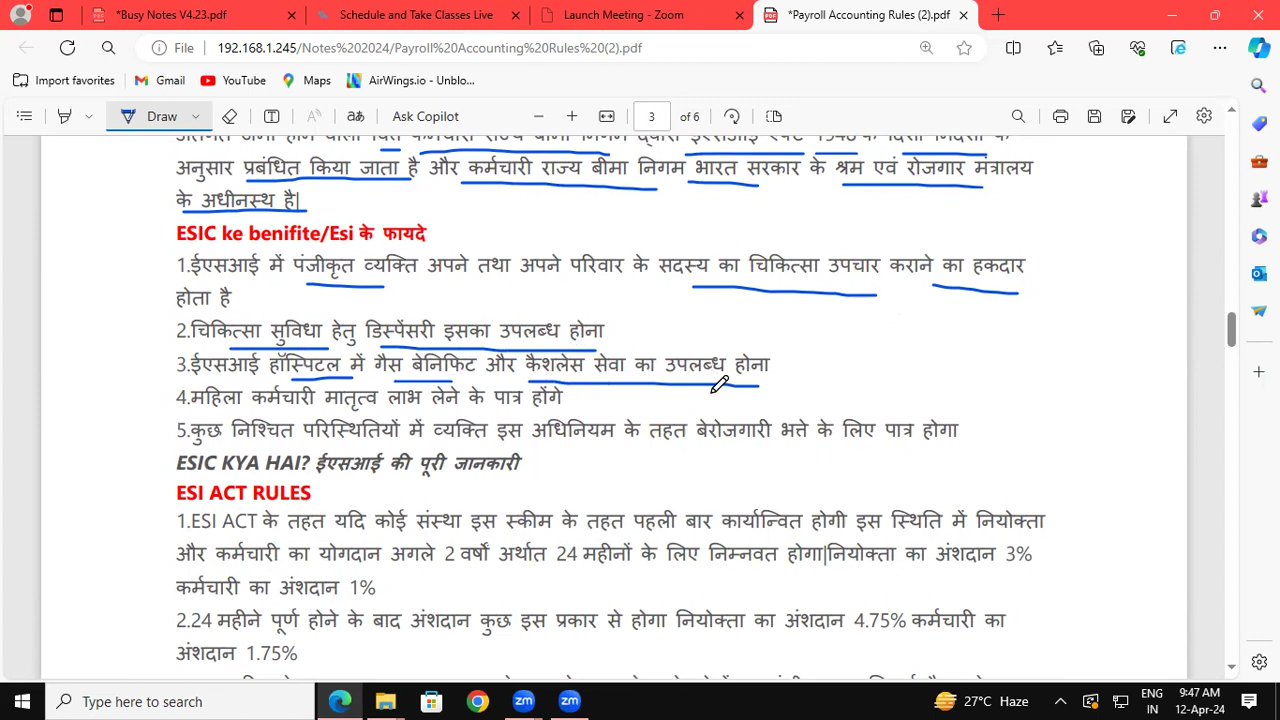 *Busy Notes V4.23.pdf
Schedule and Take Classes Live
Launch Meeting - Zoom
*Payroll Accounting Rules (2).pdf
File
192.168.1.245/Notes%202024/Payroll%20Accounting%20Rules%20(2).pdf
Import favorites
Gmail
YouTube
Maps
AirWings.io - Unblo...
Draw
Ask Copilot
3
of 6
अनुसार प्रबंधित किया जाता है और कर्मचारी राज्य बीमा निगम भारत सरकार के श्रम एवं रोजगार मंत्रालय
के अधीनस्थ है|
ESIC ke benifite/Esi के फायदे
1.ईएसआई में पंजीकृत व्यक्ति अपने तथा अपने परिवार के सदस्य का चिकित्सा उपचार कराने का हकदार
होता है
2.चिकित्सा सुविधा हेतु डिस्पेंसरी इसका उपलब्ध होना
3.ईएसआई हॉस्पिटल में गैस बेनिफिट और कैशलेस सेवा का उपलब्ध होना
4.महिला कर्मचारी मातृत्व लाभ लेने के पात्र होंगे
5.कुछ निश्चित परिस्थितियों में व्यक्ति इस अधिनियम के तहत बेरोजगारी भत्ते के लिए पात्र होगा
ESIC KYA HAI? ईएसआई की पूरी जानकारी
ESI ACT RULES
1.ESI ACT के तहत यदि कोई संस्था इस स्कीम के तहत पहली बार कार्यान्वित होगी इस स्थिति में नियोक्ता
और कर्मचारी का योगदान अगले 2 वर्षों अर्थात 24 महीनों के लिए निम्नवत होगा|नियोक्ता का अंशदान 3%
कर्मचारी का अंशदान 1%
2.24 महीने पूर्ण होने के बाद अंशदान कुछ इस प्रकार से होगा नियोक्ता का अंशदान 4.75% कर्मचारी का
अंशदान 1.75%
Type here to search
27°C Haze
ENG
IN
9:47 AM
12-Apr-24